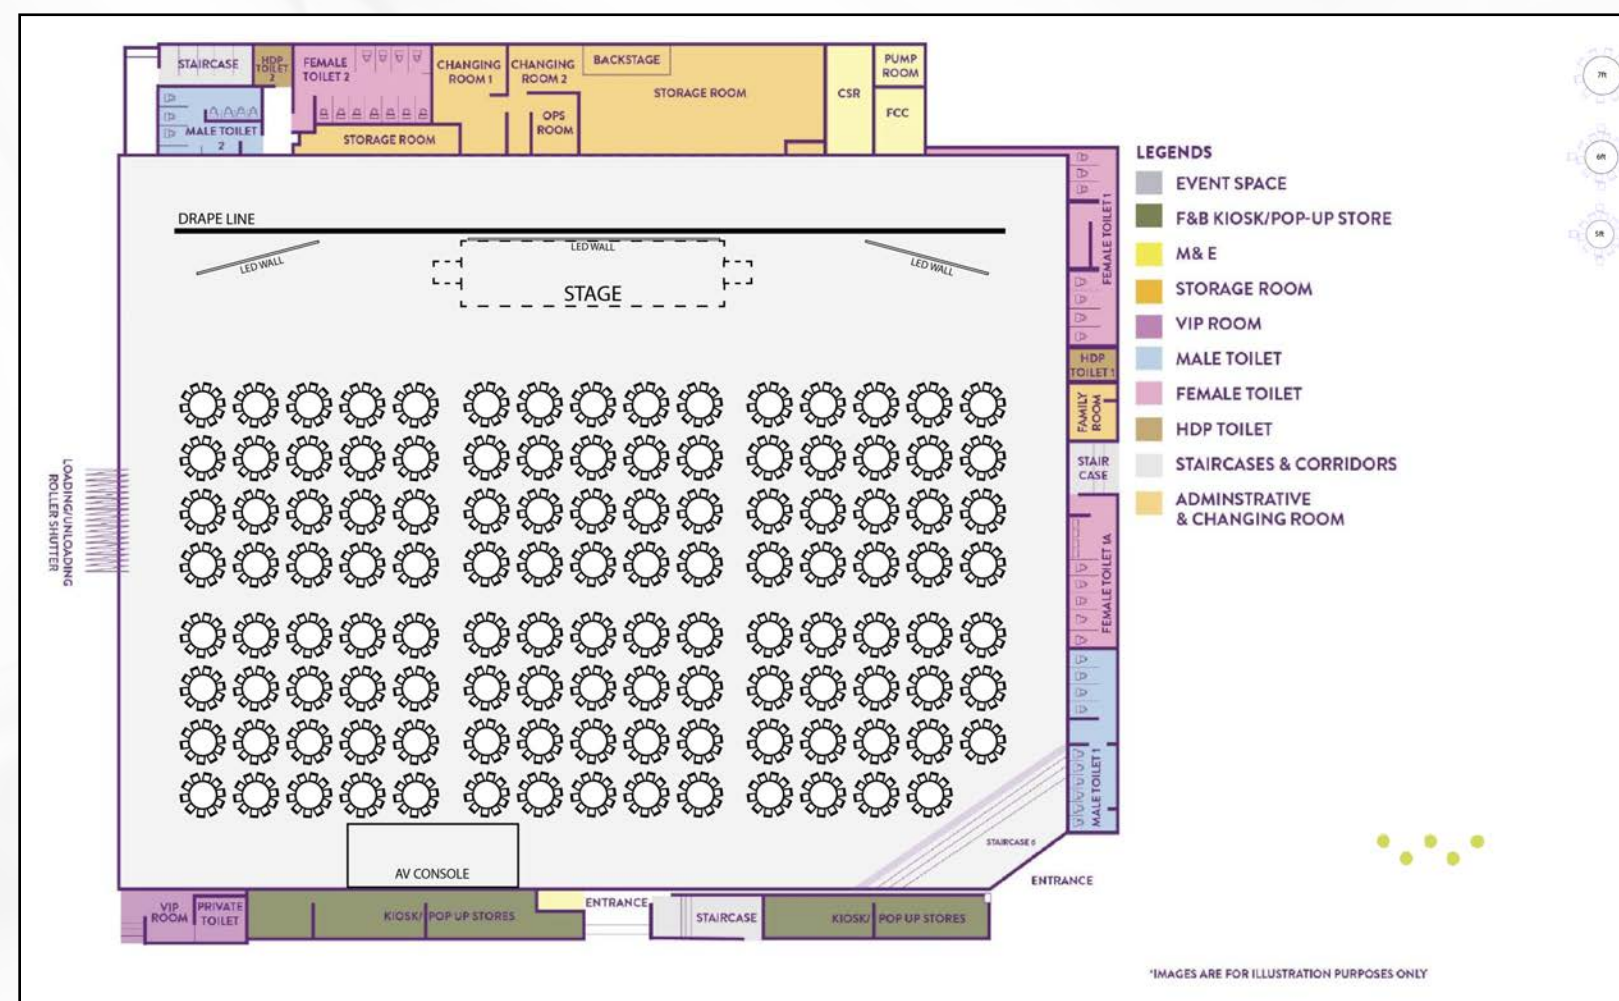 STAIRCASE
HDP
TOILET
2
FEMALE
TOILET 2
CHANGING
ROOM 1
CHANGING
ROOM 2
BACKSTAGE
STORAGE ROOM
CSR
PUMP
ROOM
FCC
MALE TOILET
2
STORAGE ROOM
OPS
ROOM
DRAPE LINE
LED WALL
LED WALL
LED WALL
STAGE
FEMALE TOILET 1
HDP
TOILET 1
FAMILY
ROOM
STAIR
CASE
FEMALE TOILET 1A
MALE TOILET 1
LOADING/UNLOADING
ROLLER SHUTTER
AV CONSOLE
STAIRCASE 6
ENTRANCE
VIP
ROOM
PRIVATE
TOILET
KIOSK/ POP UP STORES
ENTRANCE
STAIRCASE
KIOSK/ POP UP STORES
LEGENDS
EVENT SPACE
F&B KIOSK/POP-UP STORE
M& E
STORAGE ROOM
VIP ROOM
MALE TOILET
FEMALE TOILET
HDP TOILET
STAIRCASES & CORRIDORS
ADMINSTRATIVE
& CHANGING ROOM
7ft
6ft
5ft
*IMAGES ARE FOR ILLUSTRATION PURPOSES ONLY